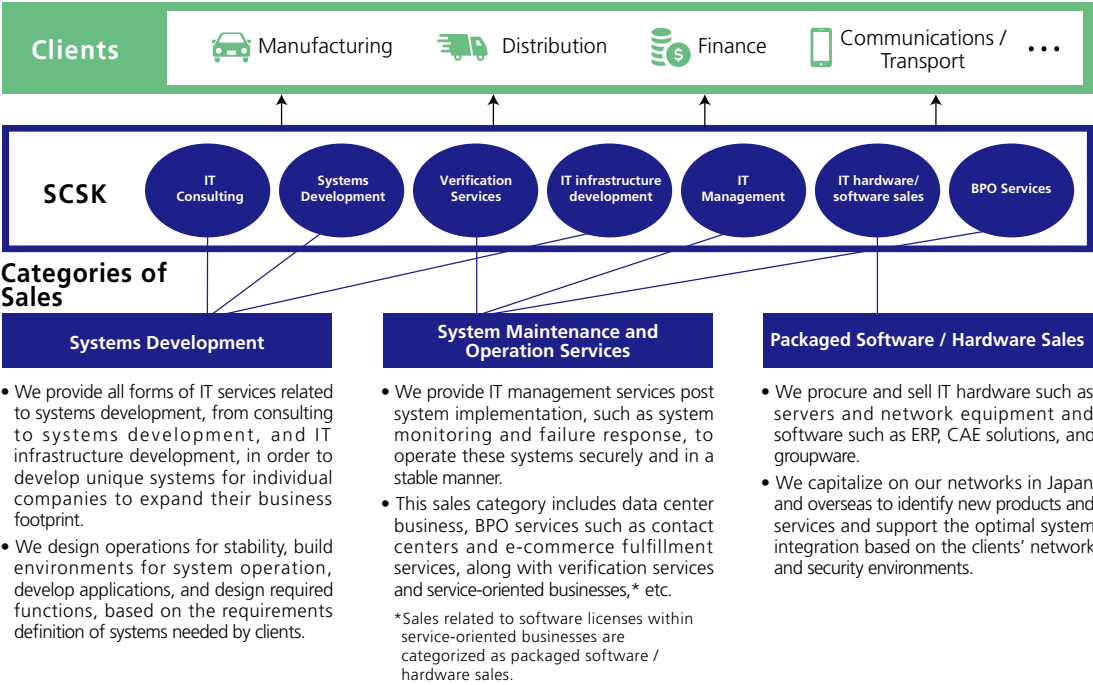 Clients
Manufacturing
Distribution
Finance
Communications /
Transport
...
$
SCSK
IT
Consulting
Systems
Development
Verification
Services
IT infrastructure
development
IT
Management
IT hardware/
software sales
BPO Services
Categories of
Sales
Systems Development
• We provide all forms of IT services related
to systems development, from consulting
to systems development, and IT
infrastructure development, in order to
develop unique systems for individual
companies to expand their business
footprint.
• We design operations for stability, build
environments for system operation,
develop applications, and design required
functions, based on the requirements
definition of systems needed by clients.
System Maintenance and
Operation Services
• We provide IT management services post
system implementation, such as system
monitoring and failure response, to
operate these systems securely and in a
stable manner.
• This sales category includes data center
business, BPO services such as contact
centers and e-commerce fulfillment
services, along with verification services
and service-oriented businesses,* etc.
*Sales related to software licenses within
service-oriented businesses are
categorized as packaged software /
hardware sales.
Packaged Software / Hardware Sales
• We procure and sell IT hardware such as
servers and network equipment and
software such as ERP, CAE solutions, and
groupware.
• We capitalize on our networks in Japan
and overseas to identify new products and
services and support the optimal system
integration based on the clients' network
and security environments.